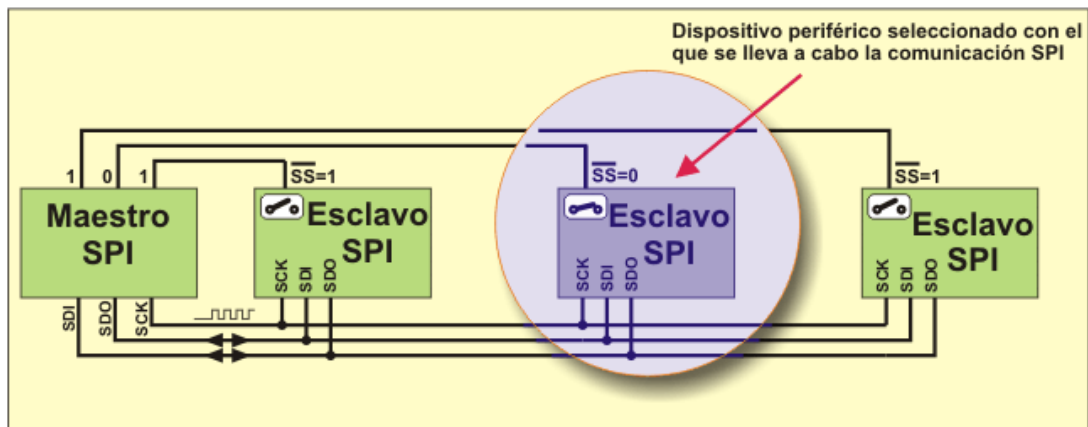 Dispositivo periférico seleccionado con el
que se lleva a cabo la comunicación SPI
1 0 1
SS=1
SS=0
SS=1
Maestro
SPI
Esclavo
SPI
Esclavo
SPI
Esclavo
SPI
SCK
SDI
SDO
SCK
SDI
SDO
SCK
SDI
SDO
SDI
SDO
SCK